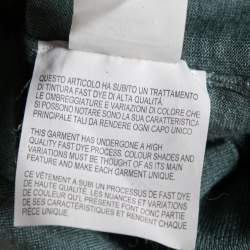 QUESTO ARTICOLO HA SUBITO UN TRATTAMENTO
DI TINTURA FAST DYE DI ALTA QUALITÀ.
LE OMBREGGIATURE E VARIAZIONI DI COLORE CHE
SI POSSONO NOTARE SONO LA CARATTERISTICA
PRINCIPALE TALI DA RENDERE OGNI CAPO UNICO
THIS GARMENT HAS UNDERGONE A HIGH
QUALITY FAST DYE PROCESS. COLOUR SHADES AND
VARIATIONS MUST BE THOUGHT OF AS ITS MAIN
FEATURE AND MAKE EACH GARMENT UNIQUE.
CE VÊTEMENT A SUBI UN PROCESSUS DE FAST DYE
DE HAUTE QUALITÉ. LES NUANCES ET VARIATIONS
DE COULEUR QU'IL PRÉSENTE FONT DONC PARTIE
DE SES CARACTÉRISTIQUES ET RENDENT CHAQUE
PIÈCE UNIQUE.